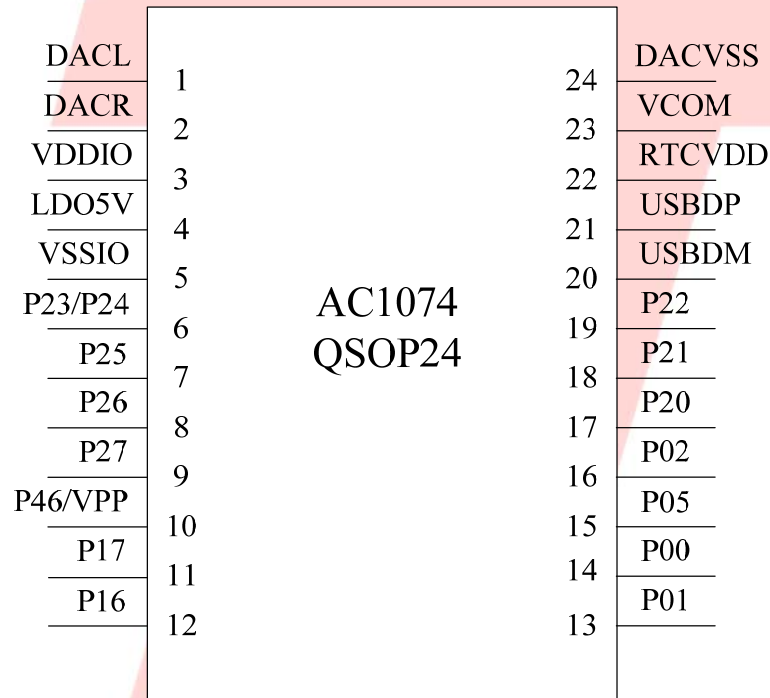 DACL 1 24 DACVSS
DACR 2 23 VCOM
VDDIO 3 22 RTCVDD
LDO5V 4 21 USBDP
VSSIO 5 20 USBDM
P23/P24 6 19 P22
P25 7 18 P21
P26 8 17 P20
P27 9 16 P02
P46/VPP 10 15 P05
P17 11 14 P00
P16 12 13 P01
AC1074
QSOP24